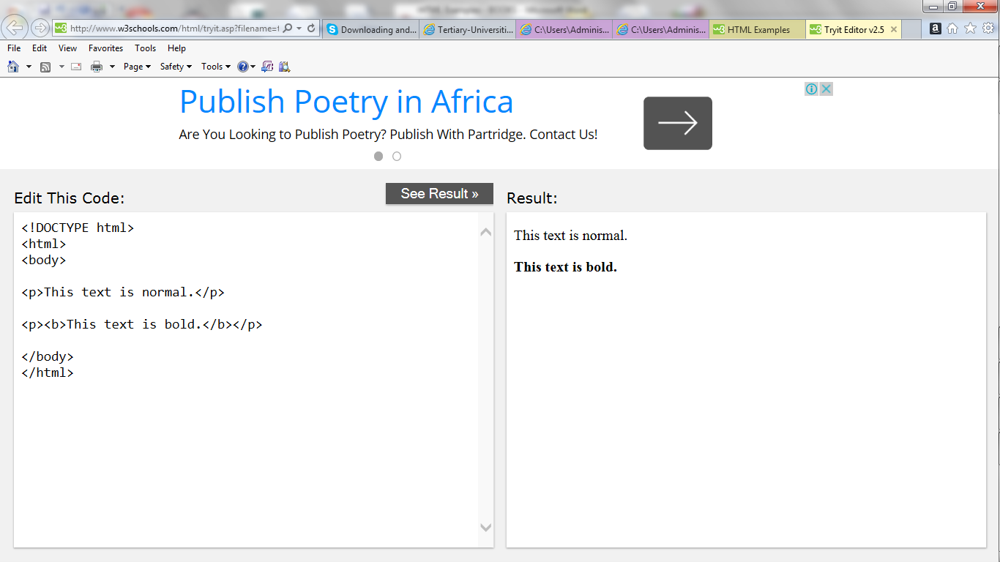 http://www.w3schools.com/html/tryit.asp?filename=t
Downloading and...
Tertiary-Universiti...
C:\Users\Adminis...
C:\Users\Adminis...
HTML Examples
Tryit Editor v2.5
File Edit View Favorites Tools Help
Page Safety Tools
Publish Poetry in Africa
Are You Looking to Publish Poetry? Publish With Partridge. Contact Us!
Edit This Code:
See Result »
<!DOCTYPE html>
<html>
<body>
<p>This text is normal.</p>
<p><b>This text is bold.</b></p>
</body>
</html>
Result:
This text is normal.
This text is bold.